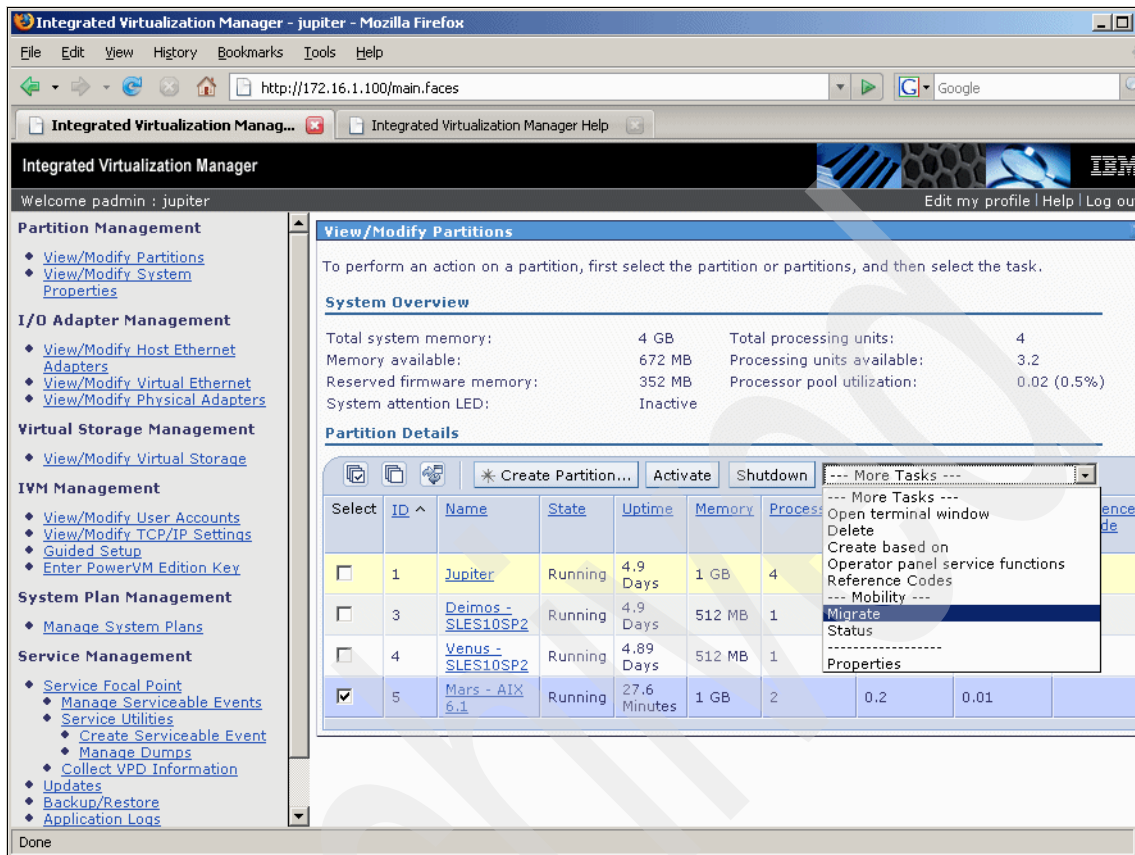 Integrated Virtualization Manager - jupiter - Mozilla Firefox
File Edit View History Bookmarks Tools Help
http://172.16.1.100/main.faces
G Google
Integrated Virtualization Manag...
Integrated Virtualization Manager Help
Integrated Virtualization Manager
IBM
Welcome padmin : jupiter
Edit my profile | Help | Log ou
Partition Management
View/Modify Partitions
View/Modify System
Properties
I/O Adapter Management
View/Modify Host Ethernet
Adapters
View/Modify Virtual Ethernet
View/Modify Physical Adapters
Virtual Storage Management
View/Modify Virtual Storage
IVM Management
View/Modify User Accounts
View/Modify TCP/IP Settings
Guided Setup
Enter PowerVM Edition Key
System Plan Management
Manage System Plans
Service Management
Service Focal Point
Manage Serviceable Events
Service Utilities
Create Serviceable Event
Manage Dumps
Collect VPD Information
Updates
Backup/Restore
Application Logs
View/Modify Partitions
To perform an action on a partition, first select the partition or partitions, and then select the task.
System Overview
Total system memory: 4 GB Total processing units: 4
Memory available: 672 MB Processing units available: 3.2
Reserved firmware memory: 352 MB Processor pool utilization: 0.02 (0.5%)
System attention LED: Inactive
Partition Details
Create Partition... Activate Shutdown --- More Tasks ---
--- More Tasks ---
Open terminal window
Delete
Create based on
Operator panel service functions
Reference Codes
--- Mobility ---
Migrate
Status
------------------
Properties
Select ID ^ Name State Uptime Memory Process ence
de
1 Jupiter Running 4.9 Days 1 GB 4
3 Deimos - SLES10SP2 Running 4.9 Days 512 MB 1
4 Venus - SLES10SP2 Running 4.89 Days 512 MB 1
5 Mars - AIX 6.1 Running 27.6 Minutes 1 GB 2 0.2 0.01
Done